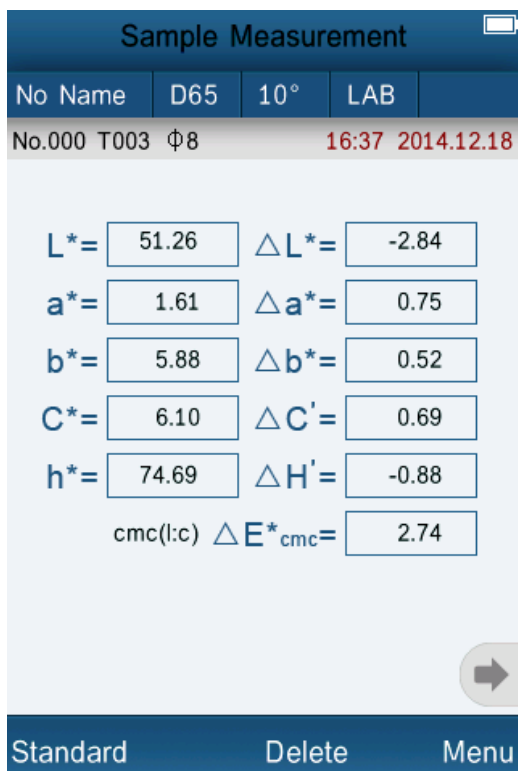 Sample Measurement
No Name D65 10° LAB
No.000 T003 Φ8 16:37 2014.12.18
L*= 51.26 △L*= -2.84
a*= 1.61 △a*= 0.75
b*= 5.88 △b*= 0.52
C*= 6.10 △C'= 0.69
h*= 74.69 △H'= -0.88
cmc(l:c) △E*cmc= 2.74
Standard Delete Menu